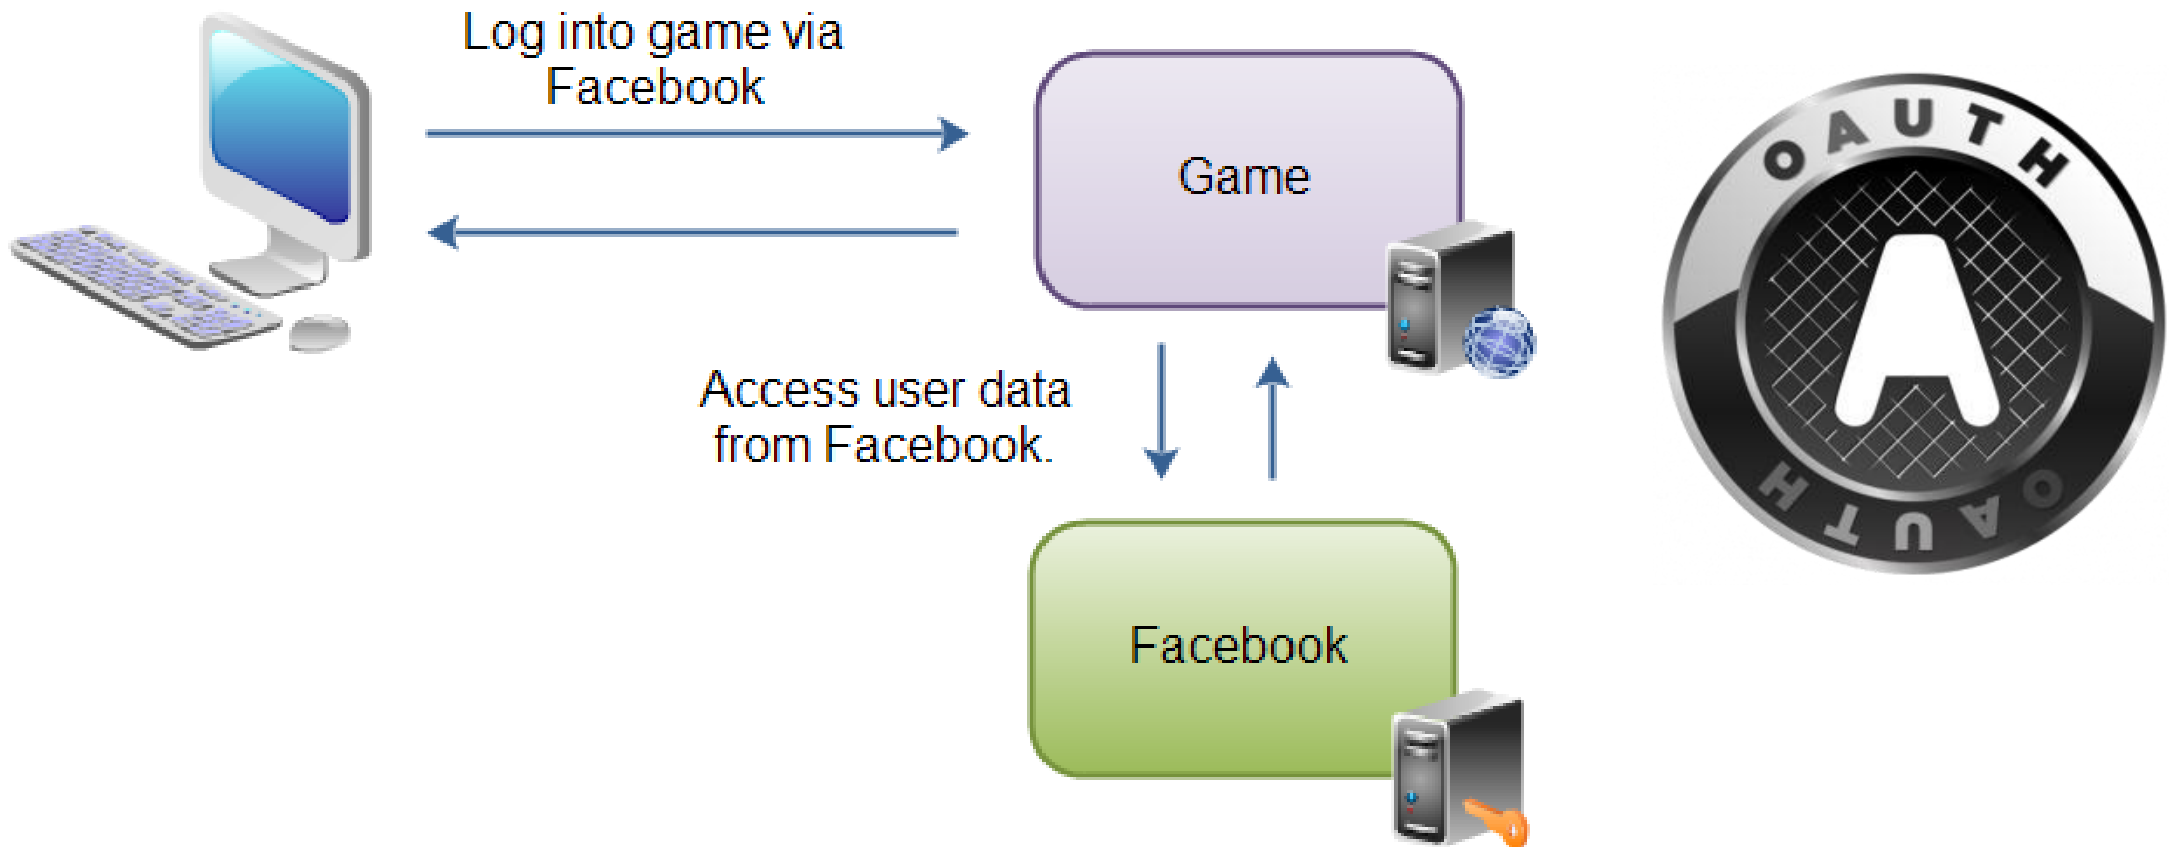 Log into game via
Facebook
Game
OAUTH
Access user data
from Facebook.
OAUTH
Facebook